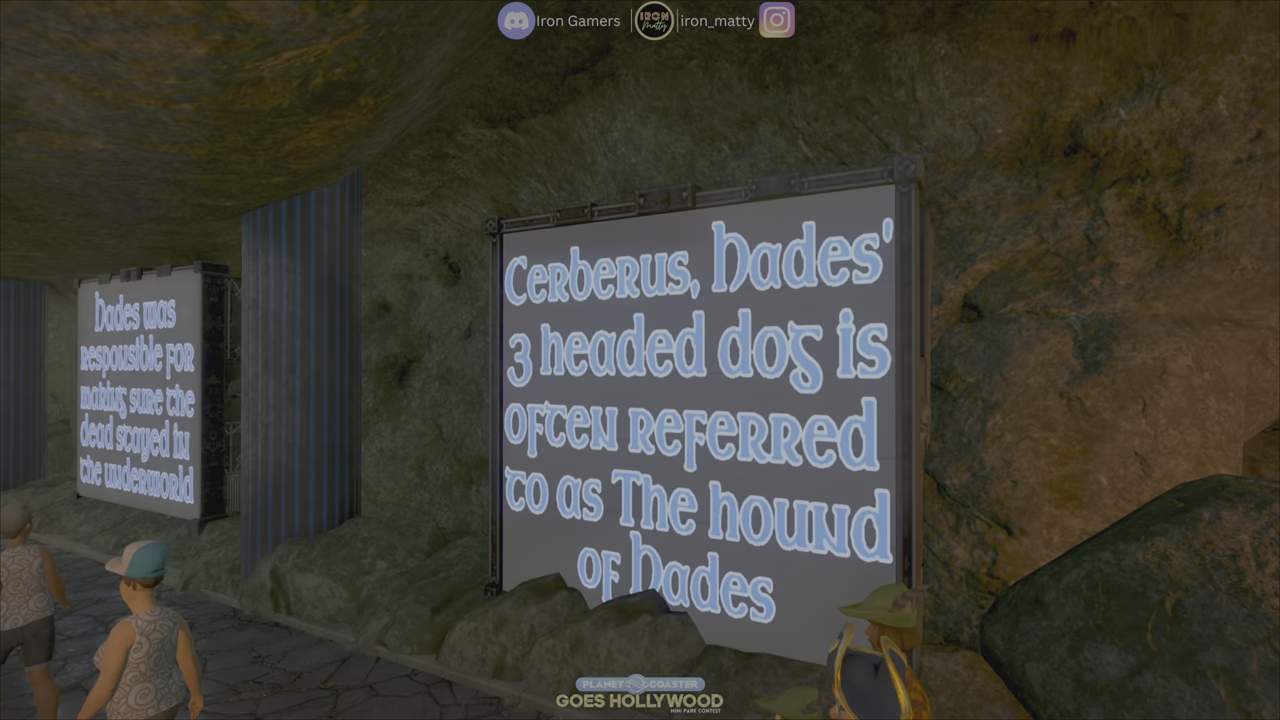 Iron Gamers
IRON
Matty
iron_matty
Hades was
responsible for
making sure the
dead stayed in
the underworld
Cerberus, Hades'
3 headed dog is
often referred
to as The hound
of Hades
PLANET COASTER
GOES HOLLYWOOD
MINI PARK CONTEST